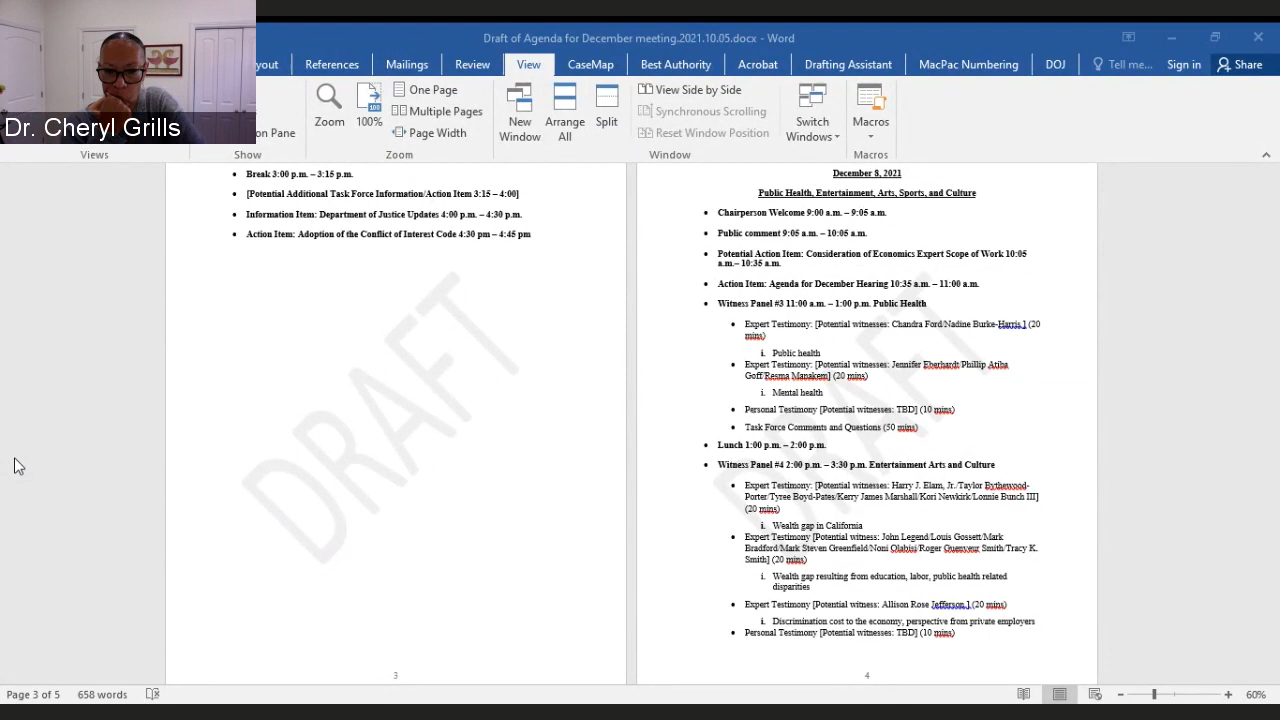 Draft of Agenda for December meeting.2021.10.05.docx - Word
Dr. Cheryl Grills
yout References Mailings Review View CaseMap Best Authority Acrobat Drafting Assistant MacPac Numbering DOJ Tell me... Sign in Share
Zoom
100%
One Page
Multiple Pages
Page Width
New Window
Arrange All
Split
View Side by Side
Synchronous Scrolling
Reset Window Position
Switch Windows
Macros
on Pane
Views Show Zoom Window Macros
• Break 3:00 p.m. – 3:15 p.m.
• [Potential Additional Task Force Information/Action Item 3:15 – 4:00]
• Information Item: Department of Justice Updates 4:00 p.m. – 4:30 p.m.
• Action Item: Adoption of the Conflict of Interest Code 4:30 pm – 4:45 pm
DRAFT
3
December 8, 2021
Public Health, Entertainment, Arts, Sports, and Culture
• Chairperson Welcome 9:00 a.m. – 9:05 a.m.
• Public comment 9:05 a.m. – 10:05 a.m.
• Potential Action Item: Consideration of Economics Expert Scope of Work 10:05
a.m.– 10:35 a.m.
• Action Item: Agenda for December Hearing 10:35 a.m. – 11:00 a.m.
• Witness Panel #3 11:00 a.m. – 1:00 p.m. Public Health
• Expert Testimony: [Potential witnesses: Chandra Ford/Nadine Burke-Harris ] (20
mins)
i. Public health
• Expert Testimony: [Potential witnesses: Jennifer Eberhardt/Phillip Atiba
Goff/Resma Manakem] (20 mins)
i. Mental health
• Personal Testimony [Potential witnesses: TBD] (10 mins)
• Task Force Comments and Questions (50 mins)
• Lunch 1:00 p.m. – 2:00 p.m.
• Witness Panel #4 2:00 p.m. – 3:30 p.m. Entertainment Arts and Culture
• Expert Testimony: [Potential witnesses: Harry J. Elam, Jr./Taylor Bythewood-
Porter/Tyree Boyd-Pates/Kerry James Marshall/Kori Newkirk/Lonnie Bunch III]
(20 mins)
i. Wealth gap in California
• Expert Testimony [Potential witness: John Legend/Louis Gossett/Mark
Bradford/Mark Steven Greenfield/Noni Olabisi/Roger Guenveur Smith/Tracy K.
Smith] (20 mins)
i. Wealth gap resulting from education, labor, public health related
disparities
• Expert Testimony [Potential witness: Allison Rose Jefferson ] (20 mins)
i. Discrimination cost to the economy, perspective from private employers
• Personal Testimony [Potential witnesses: TBD] (10 mins)
DRAFT
4
Page 3 of 5 658 words 60%